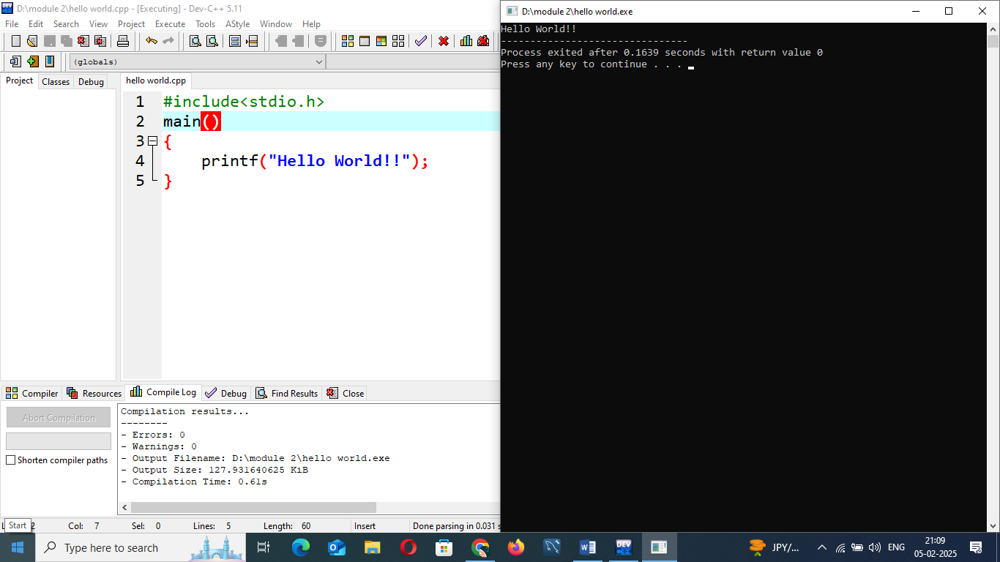 D:\module 2\hello world.cpp - [Executing] - Dev-C++ 5.11
File Edit Search View Project Execute Tools AStyle Window Help
(globals)
Project Classes Debug
hello world.cpp
1 #include<stdio.h>
2 main()
3 {
4 printf("Hello World!!");
5 }
D:\module 2\hello world.exe
Hello World!!
--------------------------------
Process exited after 0.1639 seconds with return value 0
Press any key to continue . . .
Compiler Resources Compile Log Debug Find Results Close
Abort Compilation
Shorten compiler paths
Compilation results...
--------
- Errors: 0
- Warnings: 0
- Output Filename: D:\module 2\hello world.exe
- Output Size: 127.931640625 KiB
- Compilation Time: 0.61s
2 Col: 7 Sel: 0 Lines: 5 Length: 60 Insert Done parsing in 0.031 s
Start
Type here to search
DEV
JPY/...
ENG
21:09
05-02-2025